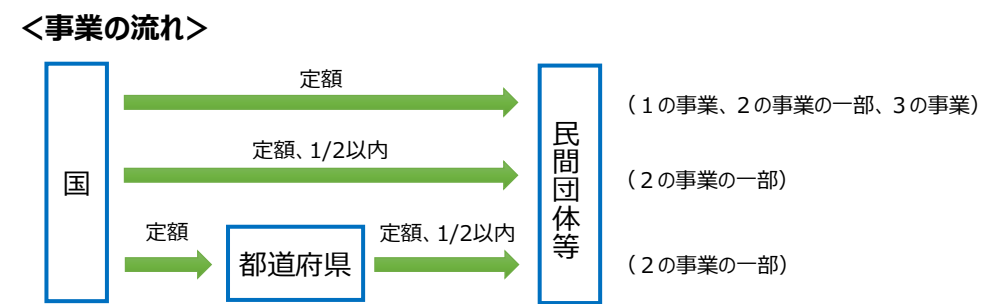 ＜事業の流れ＞
定額
（１の事業、２の事業の一部、３の事業）
定額、1/2以内
国
民間団体等
（２の事業の一部）
定額
定額、1/2以内
都道府県
（２の事業の一部）